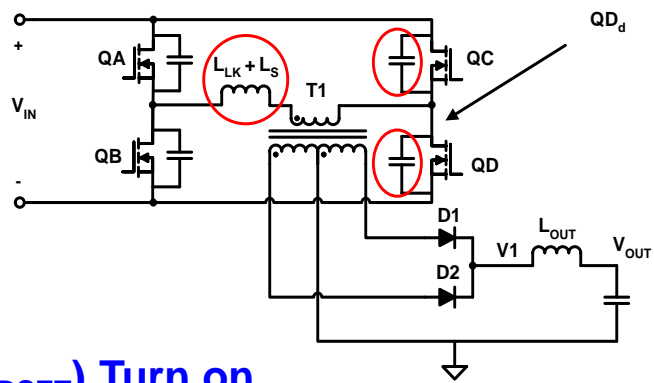 QD_d
+
QA
L_LK + L_S
QC
T1
V_IN
QB
QD
-
D1
L_OUT
V1
V_OUT
D2
) Turn on